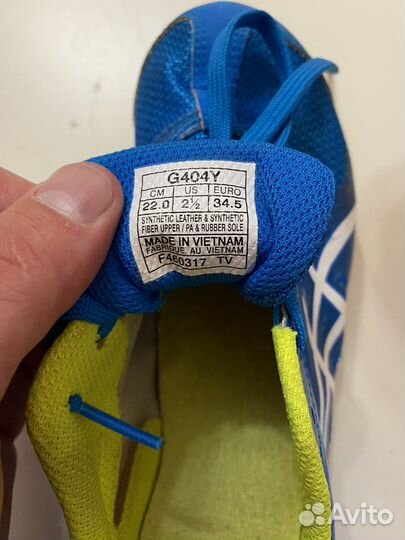 G404Y
CM US EURO
22.0 2½ 34.5
SYNTHETIC LEATHER & SYNTHETIC
FIBER UPPER / PA & RUBBER SOLE
MADE IN VIETNAM
FABRIQUE AU VIETNAM
F460317 TV
Avito